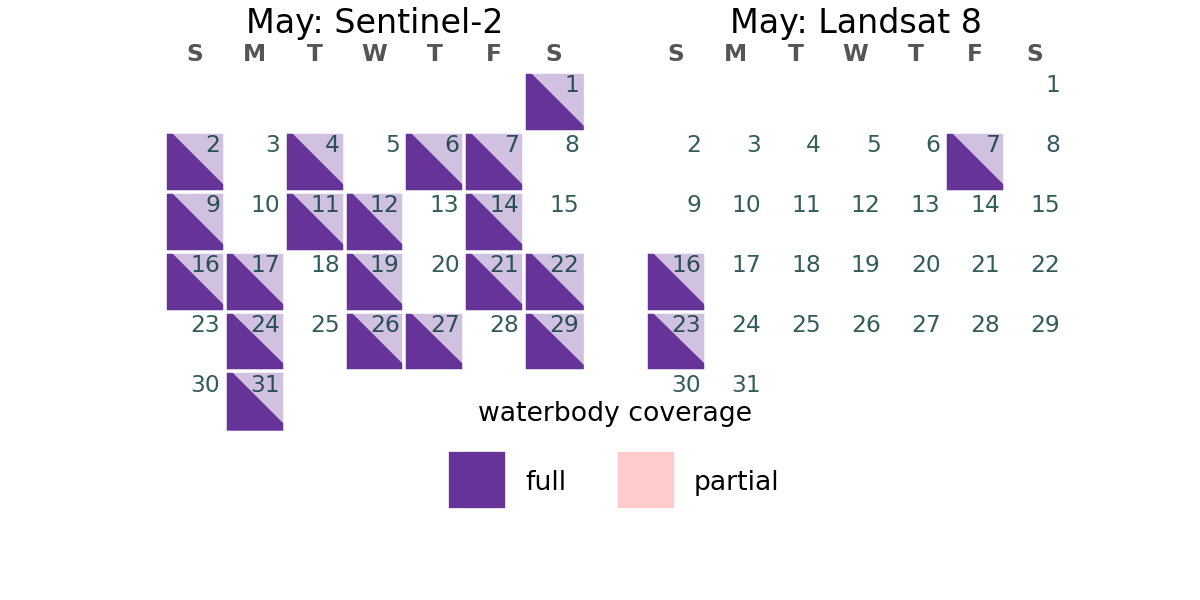 May: Sentinel-2
S M T W T F S
1
2 3 4 5 6 7 8
9 10 11 12 13 14 15
16 17 18 19 20 21 22
23 24 25 26 27 28 29
30 31
May: Landsat 8
S M T W T F S
1
2 3 4 5 6 7 8
9 10 11 12 13 14 15
16 17 18 19 20 21 22
23 24 25 26 27 28 29
30 31
waterbody coverage
full partial